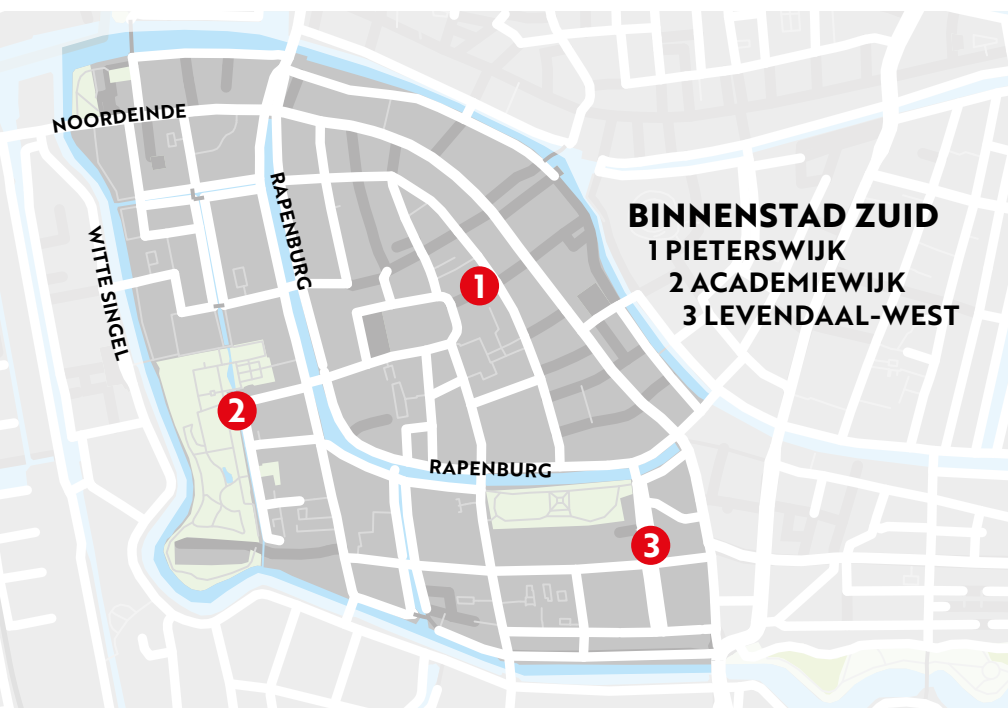 NOORDEINDE
RAPENBURG
WITTE SINGEL
BINNENSTAD ZUID
1 PIETERSWIJK
2 ACADEMIEWIJK
3 LEVENDAAL-WEST
1
2
RAPENBURG
3